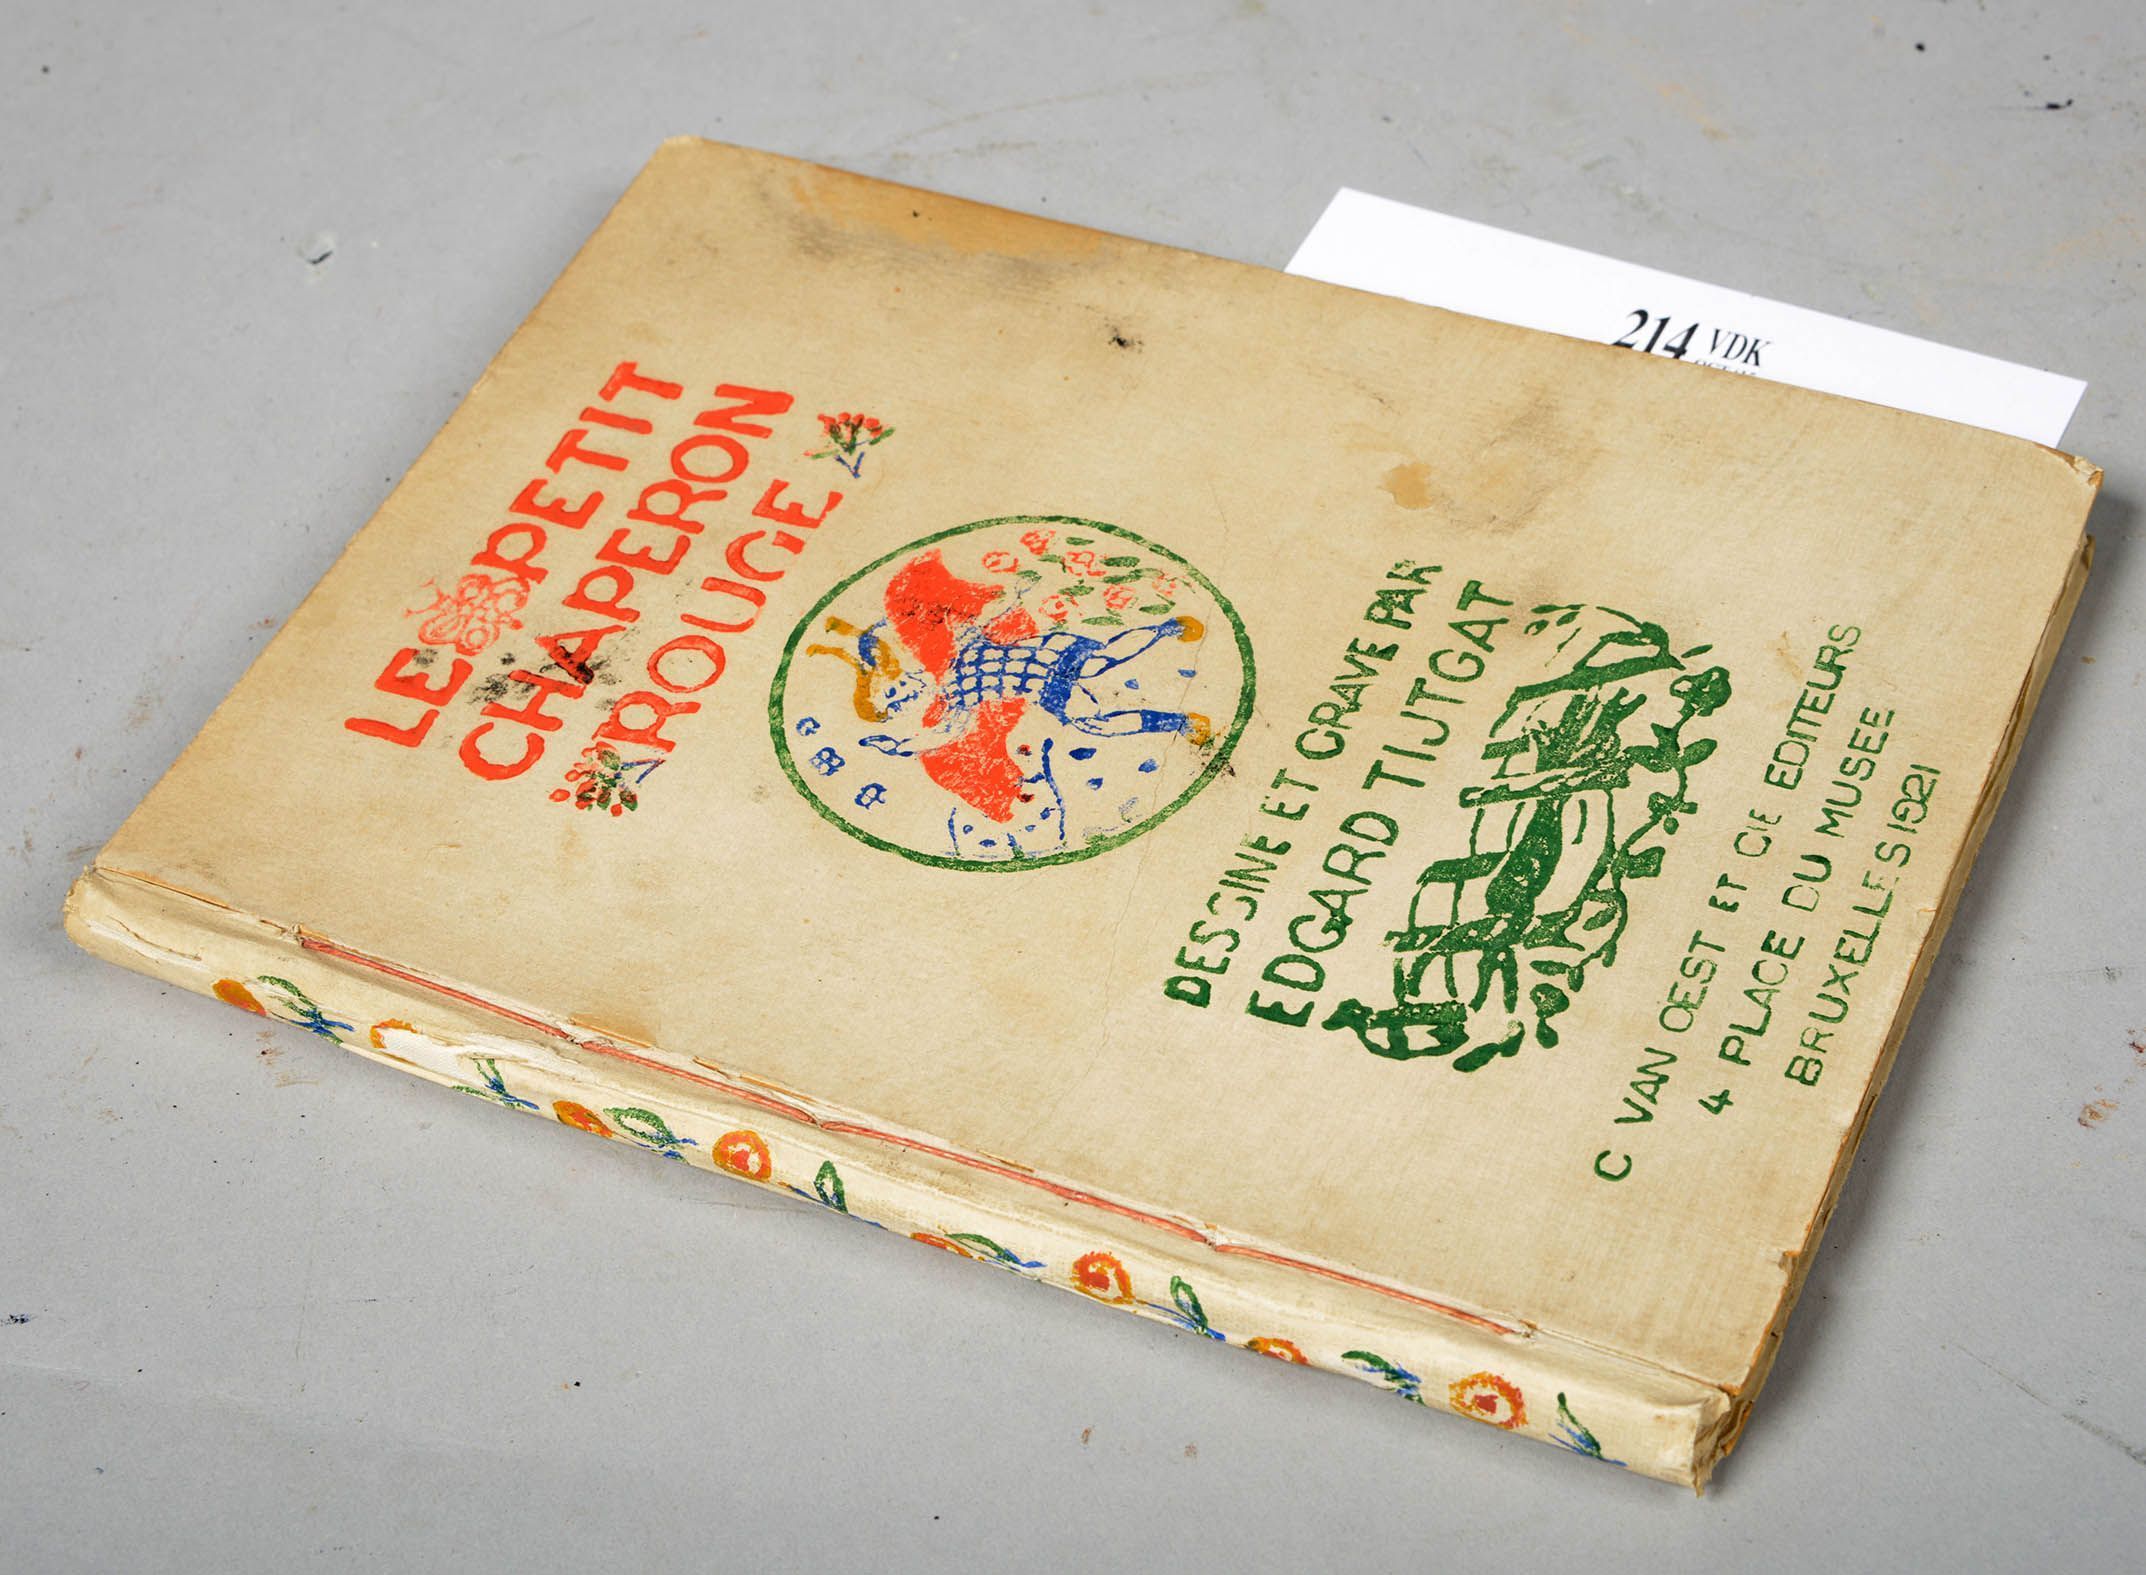 LE PETIT
CHAPERON
ROUGE
DESSINE ET GRAVE PAR
EDGARD TIJTGAT
C VAN OEST ET CIE EDITEURS
4 PLACE DU MUSEE
BRUXELLES 1921
214 VDK